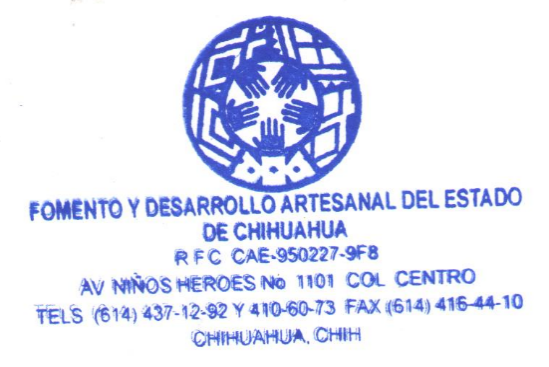 FOMENTO Y DESARROLLO ARTESANAL DEL ESTADO
DE CHIHUAHUA
R F C CAE-950227-9F8
AV NIÑOS HEROES No 1101 COL CENTRO
TELS (614) 437-12-92 Y 410-60-73 FAX (614) 416-44-10
CHIHUAHUA, CHIH